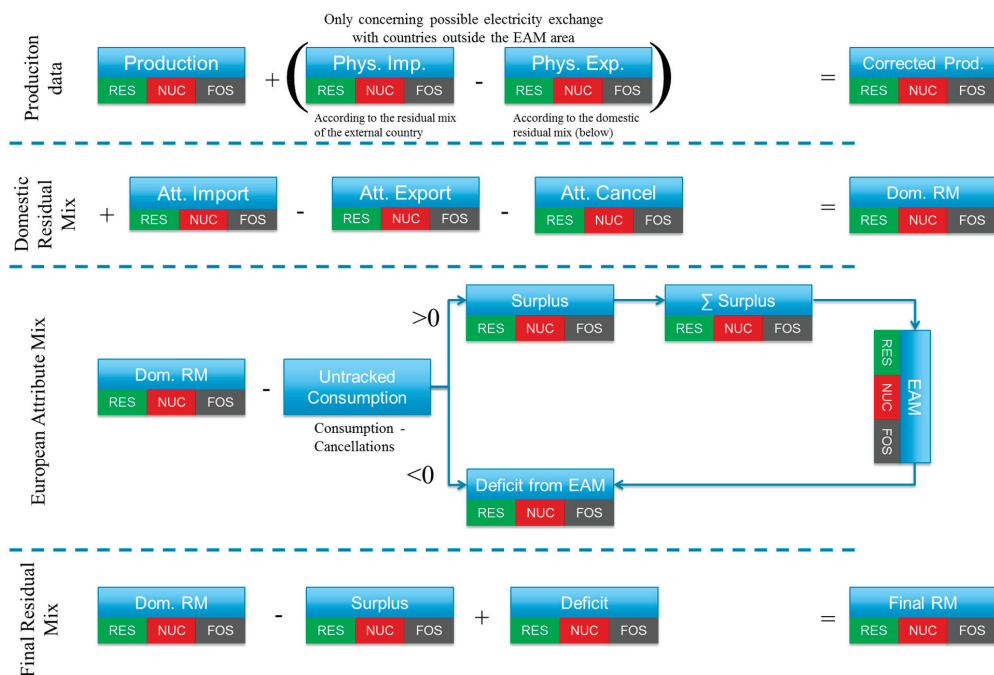 Only concerning possible electricity exchange
with countries outside the EAM area
Produciton
data
Production
RES NUC FOS
+
(
Phys. Imp.
RES NUC FOS
According to the residual mix
of the external country
-
Phys. Exp.
RES NUC FOS
According to the domestic
residual mix (below)
)
=
Corrected Prod.
RES NUC FOS
Domestic
Residual
Mix
+
Att. Import
RES NUC FOS
-
Att. Export
RES NUC FOS
-
Att. Cancel
RES NUC FOS
=
Dom. RM
RES NUC FOS
European Attribute Mix
Dom. RM
RES NUC FOS
-
Untracked
Consumption
Consumption -
Cancellations
>0
Surplus
RES NUC FOS
∑ Surplus
RES NUC FOS
EAM
RES NUC FOS
<0
Deficit from EAM
RES NUC FOS
Final Residual
Mix
Dom. RM
RES NUC FOS
-
Surplus
RES NUC FOS
+
Deficit
RES NUC FOS
=
Final RM
RES NUC FOS